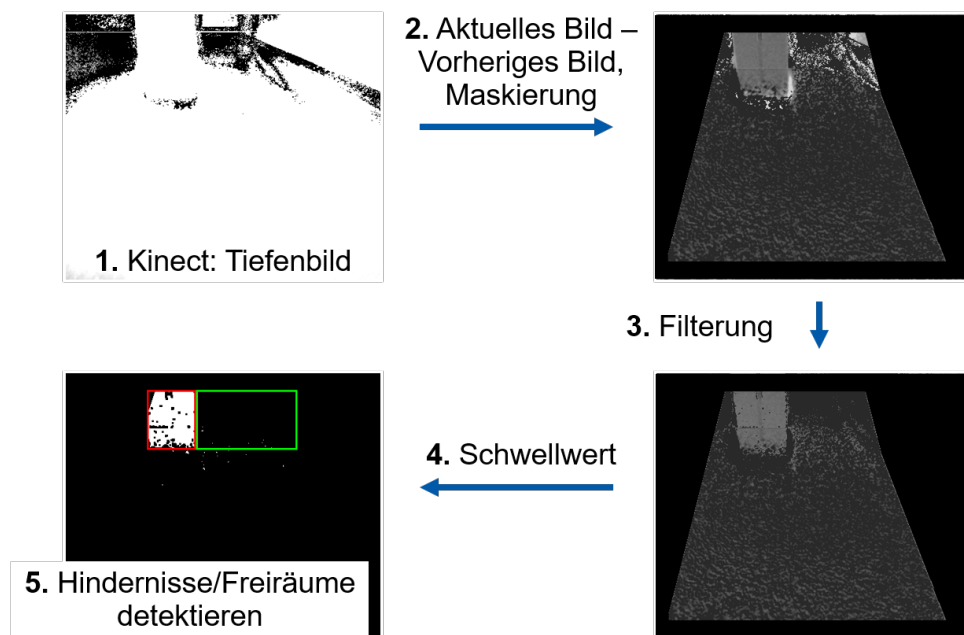 1. Kinect: Tiefenbild
2. Aktuelles Bild –
Vorheriges Bild,
Maskierung
3. Filterung
4. Schwellwert
5. Hindernisse/Freiräume
detektieren